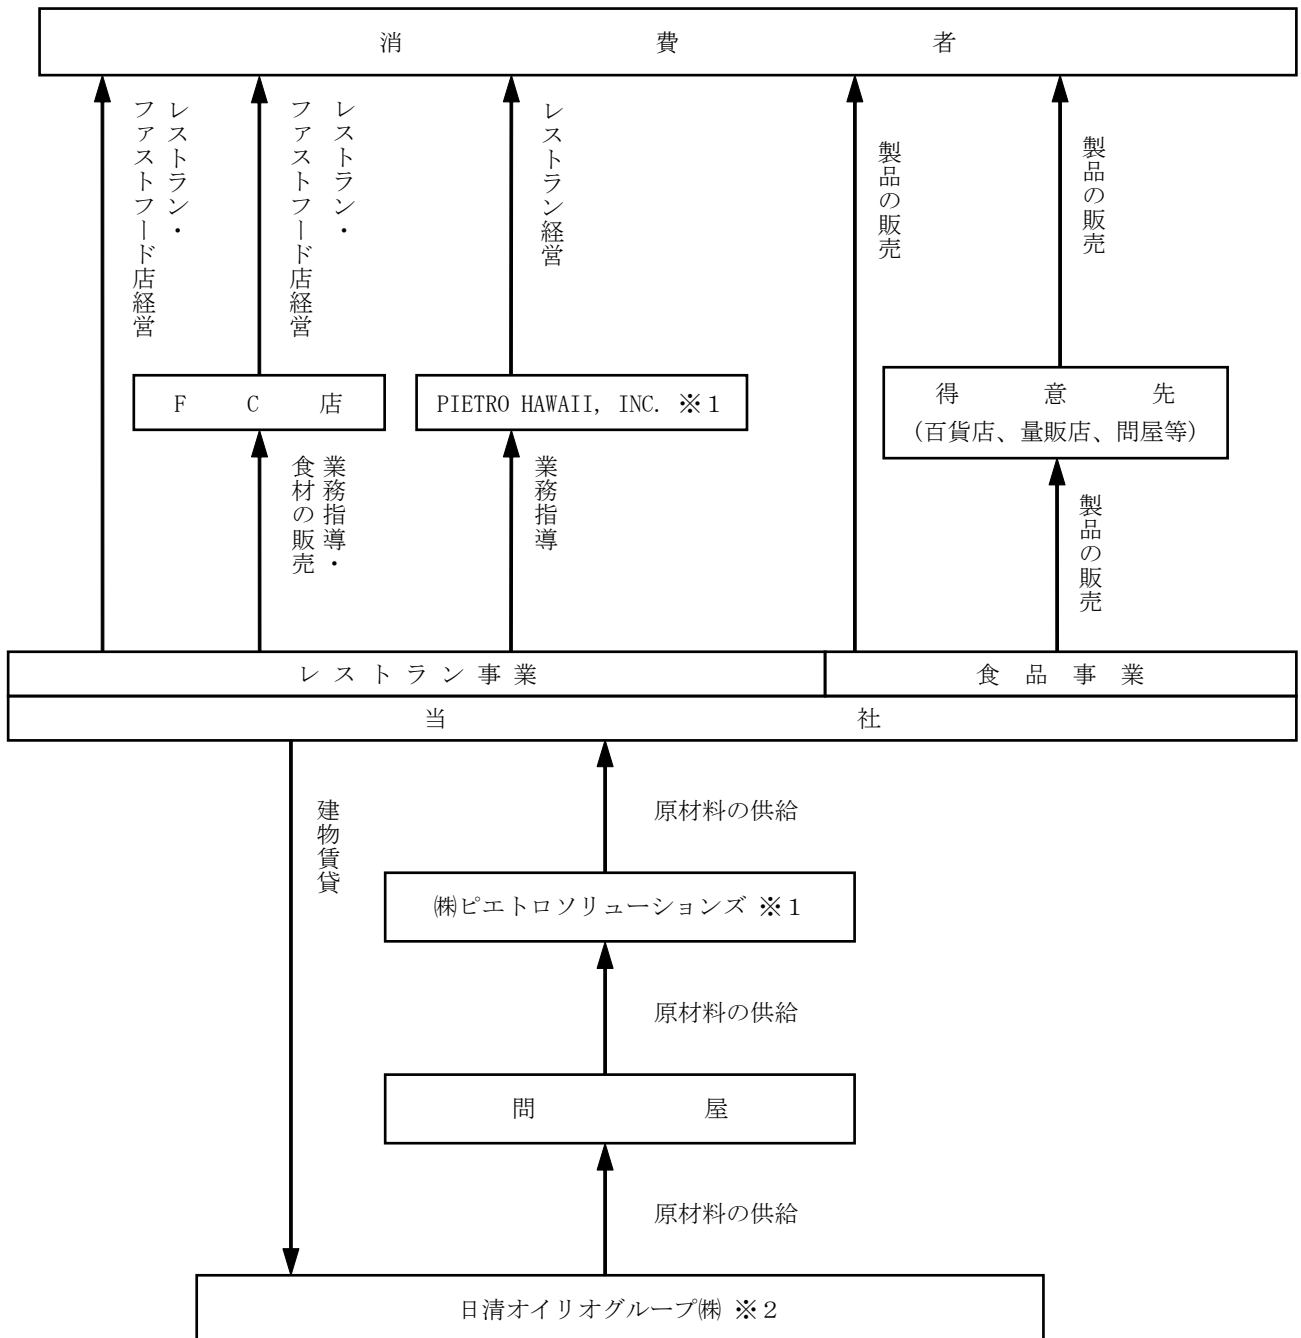 消費者
レストラン・
ファストフード店経営
レストラン・
ファストフード店経営
レストラン経営
製品の販売
製品の販売
FC店
PIETRO HAWAII, INC. ※1
得意先
(百貨店、量販店、問屋等)
業務指導・
食材の販売
業務指導
製品の販売
レストラン事業
食品事業
当社
建物賃貸
原材料の供給
㈱ピエトロソリューションズ ※1
原材料の供給
問屋
原材料の供給
日清オイリオグループ㈱ ※2